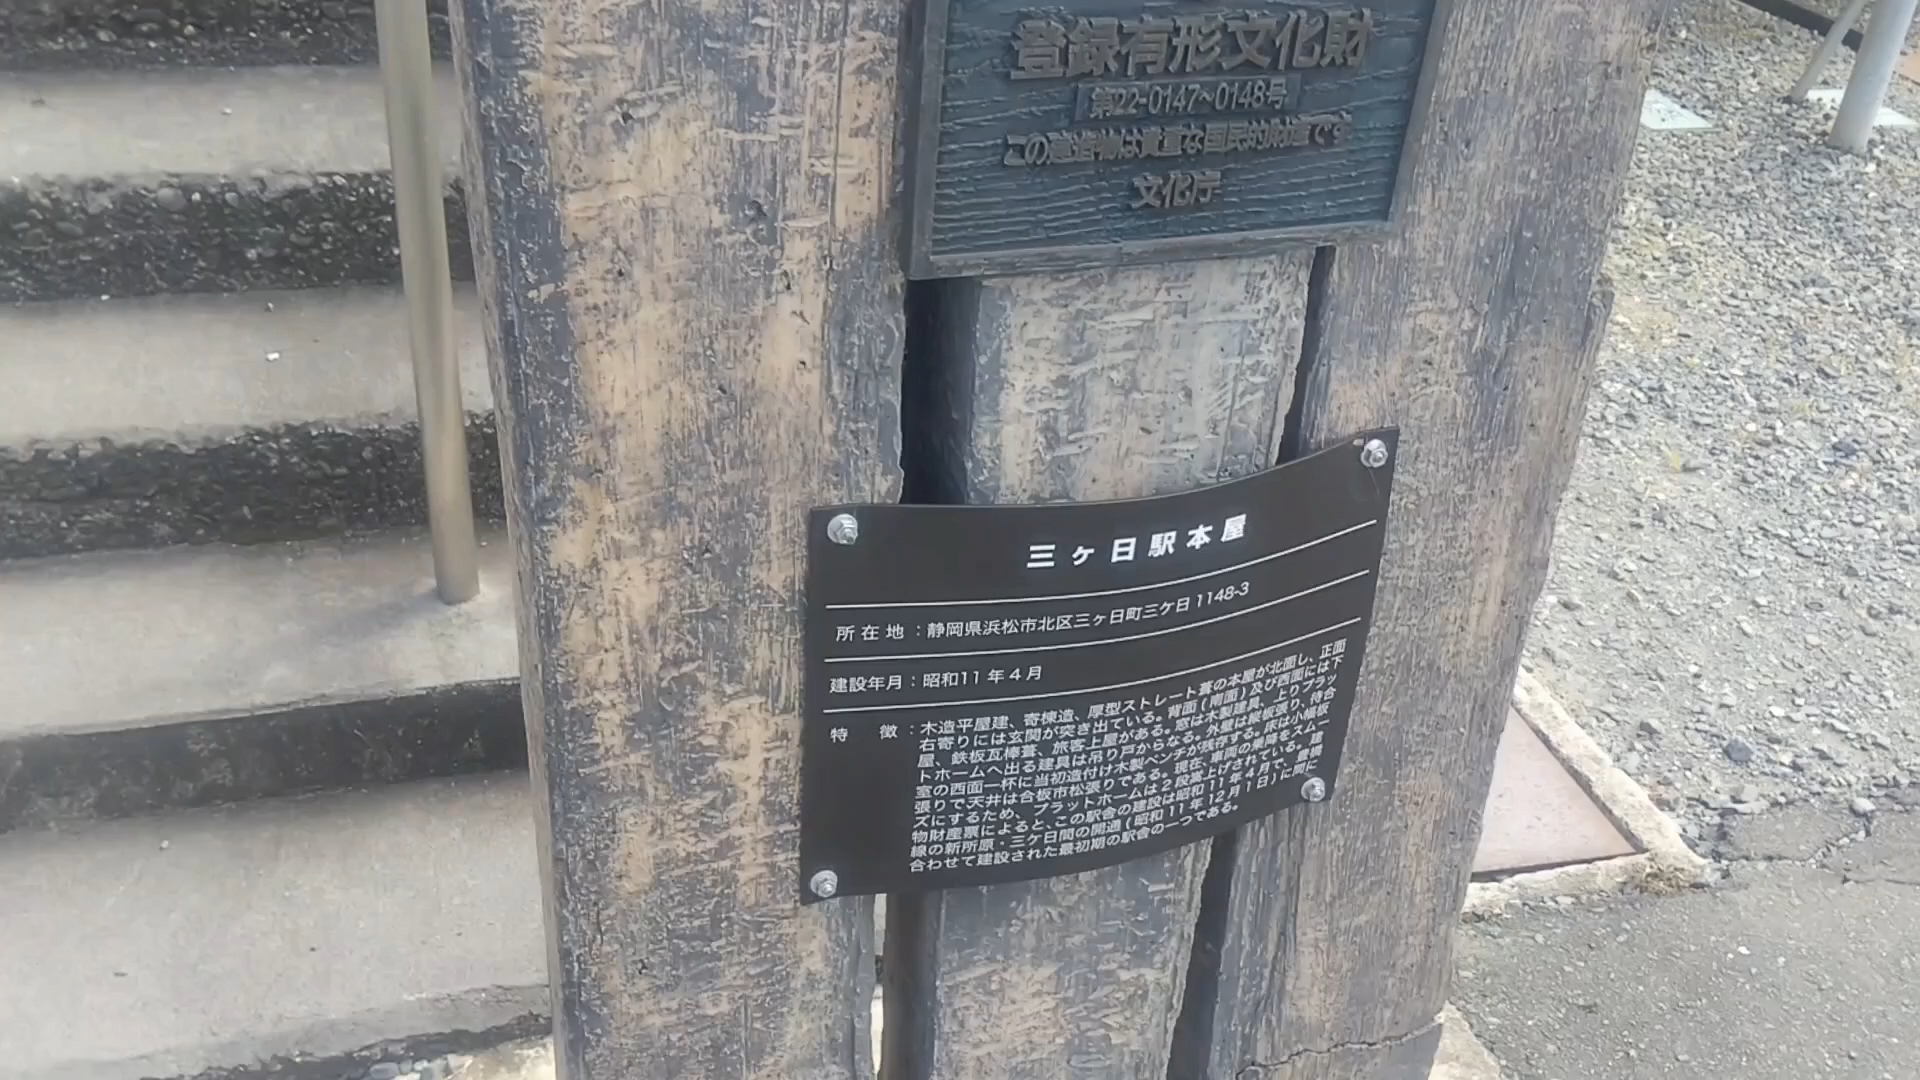 登録有形文化財
第22-0147~0148号
この建造物は貴重な国民的財産です
文化庁
三ヶ日駅本屋
所在地：静岡県浜松市北区三ヶ日町三ケ日1148-3
建設年月：昭和11年4月
特　徴：木造平屋建、寄棟造、厚型ストレート葺の本屋が北面し、正面
右寄りには玄関が突き出ている。背面(南面)及び西面には下
屋、鉄板瓦棒葺、旅客上屋がある。窓は木製建具、上りプラッ
トホームへ出る建具は吊り戸からなる。外壁は縦板張り、待合
室の西面一杯に当初造付け木製ベンチが残存する。床は小幅板
張りで天井は合板市松張りである。現在、車両の乗降をスムー
ズにするため、プラットホームは2段嵩上げされている。建
物財産票によると、この駅舎の建設は昭和11年4月で、豊橋
線の新所原・三ケ日間の開通(昭和11年12月1日)に間に
合わせて建設された最初期の駅舎の一つである。